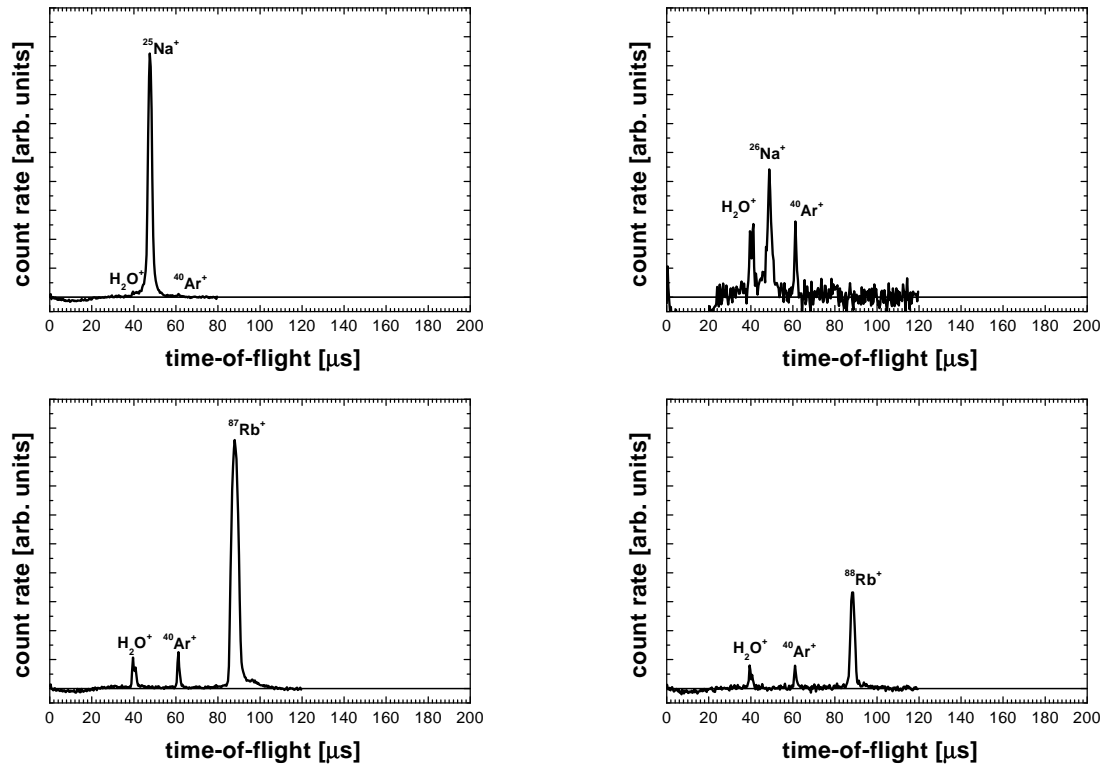 count rate [arb. units]
²⁵Na⁺
H₂O⁺
⁴⁰Ar⁺
0 20 40 60 80 100 120 140 160 180 200
time-of-flight [μs]
count rate [arb. units]
²⁶Na⁺
H₂O⁺
⁴⁰Ar⁺
0 20 40 60 80 100 120 140 160 180 200
time-of-flight [μs]
count rate [arb. units]
⁸⁷Rb⁺
H₂O⁺ ⁴⁰Ar⁺
0 20 40 60 80 100 120 140 160 180 200
time-of-flight [μs]
count rate [arb. units]
⁸⁸Rb⁺
H₂O⁺ ⁴⁰Ar⁺
0 20 40 60 80 100 120 140 160 180 200
time-of-flight [μs]